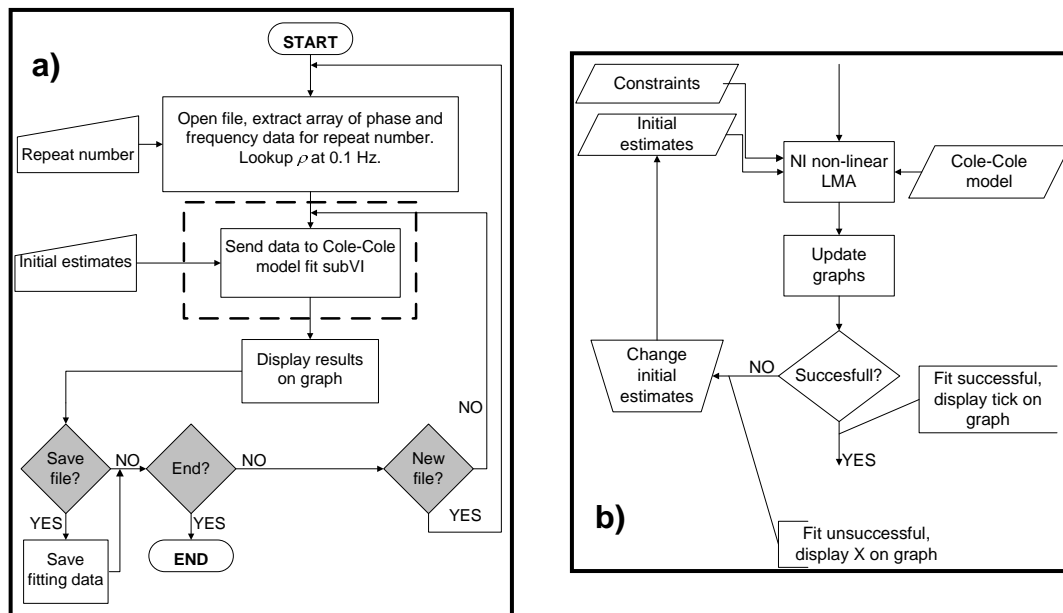 a)
START
Open file, extract array of phase and
frequency data for repeat number.
Lookup ρ at 0.1 Hz.
Repeat number
Send data to Cole-Cole
model fit subVI
Initial estimates
Display results
on graph
NO
Save
file?
NO
End?
NO
New
file?
YES
YES
YES
Save
fitting data
END
Constraints
Initial
estimates
NI non-linear
LMA
Cole-Cole
model
Update
graphs
Change
initial
estimates
NO
Succesfull?
Fit successful,
display tick on
graph
YES
b)
Fit unsuccessful,
display X on graph